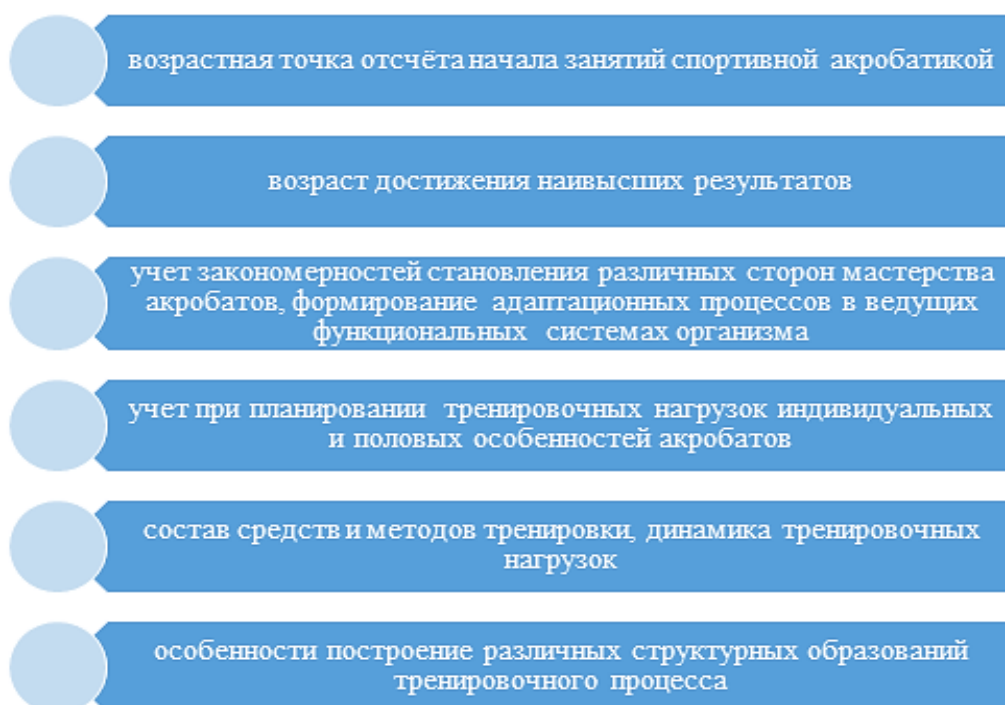 возрастная точка отсчёта начала занятий спортивной акробатикой
возраст достижения наивысших результатов
учет закономерностей становления различных сторон мастерства
акробатов, формирование адаптационных процессов в ведущих
функциональных системах организма
учет при планировании тренировочных нагрузок индивидуальных
и половых особенностей акробатов
состав средств и методов тренировки, динамика тренировочных
нагрузок
особенности построение различных структурных образований
тренировочного процесса